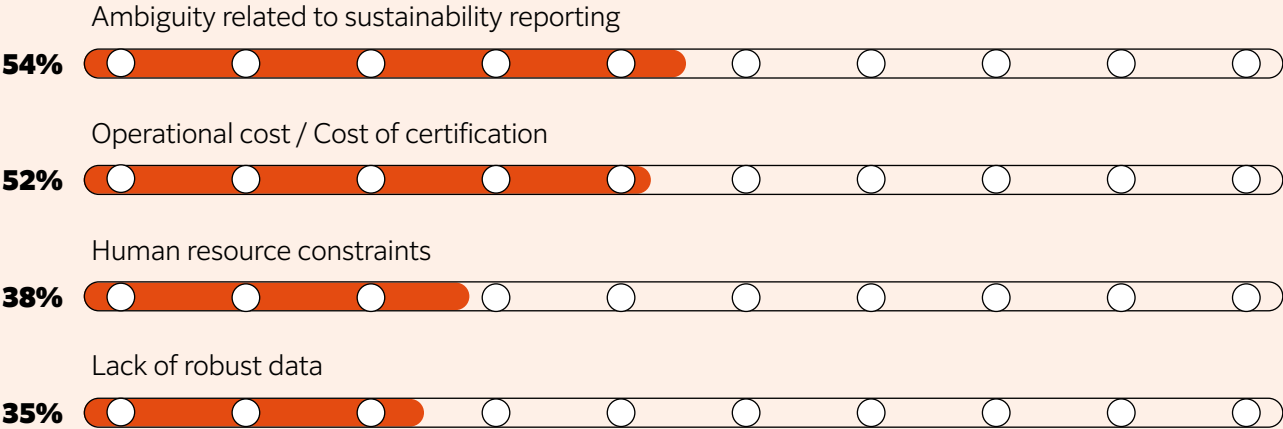 Ambiguity related to sustainability reporting
54%
Operational cost / Cost of certification
52%
Human resource constraints
38%
Lack of robust data
35%